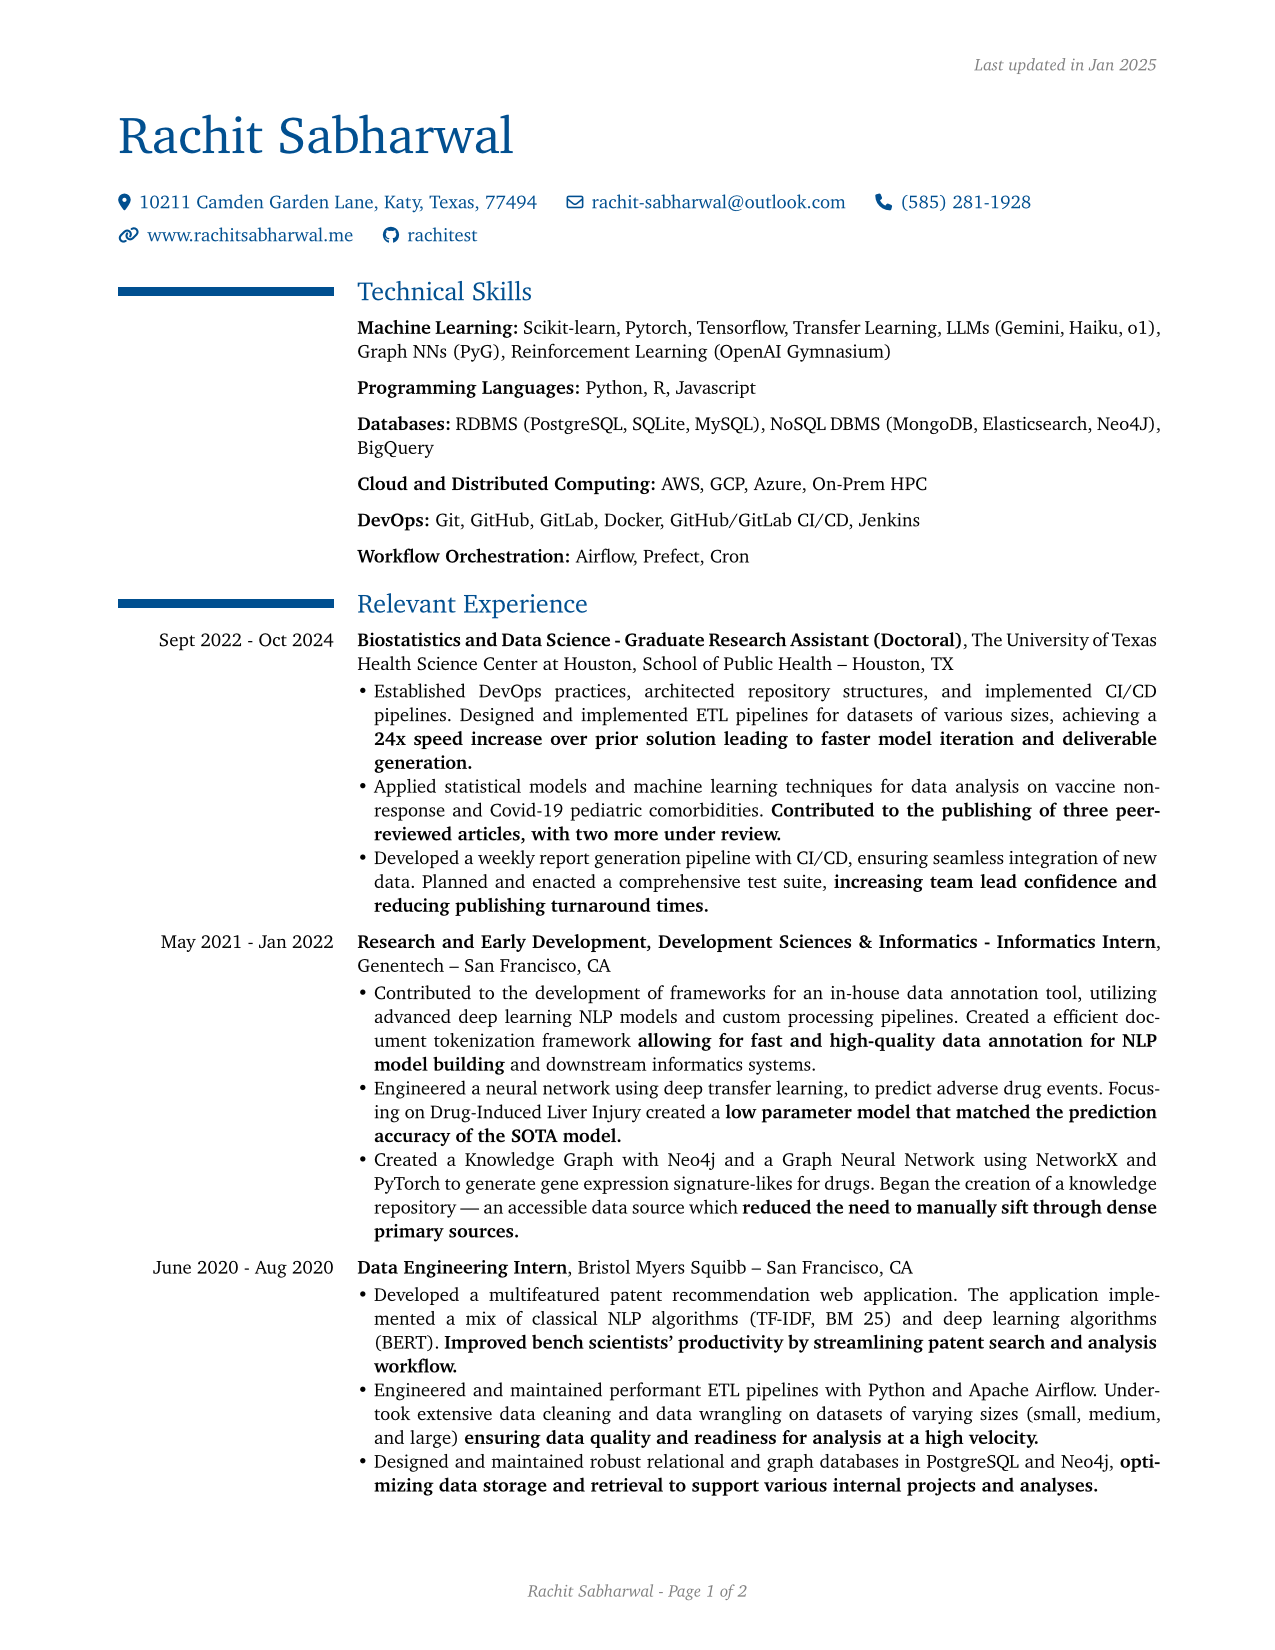 Last updated in Jan 2025
Rachit Sabharwal
10211 Camden Garden Lane, Katy, Texas, 77494 rachit-sabharwal@outlook.com (585) 281-1928
www.rachitsabharwal.me rachitest
Technical Skills
Machine Learning: Scikit-learn, Pytorch, Tensorflow, Transfer Learning, LLMs (Gemini, Haiku, o1),
Graph NNs (PyG), Reinforcement Learning (OpenAI Gymnasium)
Programming Languages: Python, R, Javascript
Databases: RDBMS (PostgreSQL, SQLite, MySQL), NoSQL DBMS (MongoDB, Elasticsearch, Neo4J),
BigQuery
Cloud and Distributed Computing: AWS, GCP, Azure, On-Prem HPC
DevOps: Git, GitHub, GitLab, Docker, GitHub/GitLab CI/CD, Jenkins
Workflow Orchestration: Airflow, Prefect, Cron
Relevant Experience
Sept 2022 - Oct 2024 Biostatistics and Data Science - Graduate Research Assistant (Doctoral), The University of Texas
Health Science Center at Houston, School of Public Health – Houston, TX
• Established DevOps practices, architected repository structures, and implemented CI/CD
pipelines. Designed and implemented ETL pipelines for datasets of various sizes, achieving a
24x speed increase over prior solution leading to faster model iteration and deliverable
generation.
• Applied statistical models and machine learning techniques for data analysis on vaccine non-
response and Covid-19 pediatric comorbidities. Contributed to the publishing of three peer-
reviewed articles, with two more under review.
• Developed a weekly report generation pipeline with CI/CD, ensuring seamless integration of new
data. Planned and enacted a comprehensive test suite, increasing team lead confidence and
reducing publishing turnaround times.
May 2021 - Jan 2022 Research and Early Development, Development Sciences & Informatics - Informatics Intern,
Genentech – San Francisco, CA
• Contributed to the development of frameworks for an in-house data annotation tool, utilizing
advanced deep learning NLP models and custom processing pipelines. Created a efficient doc-
ument tokenization framework allowing for fast and high-quality data annotation for NLP
model building and downstream informatics systems.
• Engineered a neural network using deep transfer learning, to predict adverse drug events. Focus-
ing on Drug-Induced Liver Injury created a low parameter model that matched the prediction
accuracy of the SOTA model.
• Created a Knowledge Graph with Neo4j and a Graph Neural Network using NetworkX and
PyTorch to generate gene expression signature-likes for drugs. Began the creation of a knowledge
repository — an accessible data source which reduced the need to manually sift through dense
primary sources.
June 2020 - Aug 2020 Data Engineering Intern, Bristol Myers Squibb – San Francisco, CA
• Developed a multifeatured patent recommendation web application. The application imple-
mented a mix of classical NLP algorithms (TF-IDF, BM 25) and deep learning algorithms
(BERT). Improved bench scientists’ productivity by streamlining patent search and analysis
workflow.
• Engineered and maintained performant ETL pipelines with Python and Apache Airflow. Under-
took extensive data cleaning and data wrangling on datasets of varying sizes (small, medium,
and large) ensuring data quality and readiness for analysis at a high velocity.
• Designed and maintained robust relational and graph databases in PostgreSQL and Neo4j, opti-
mizing data storage and retrieval to support various internal projects and analyses.
Rachit Sabharwal - Page 1 of 2